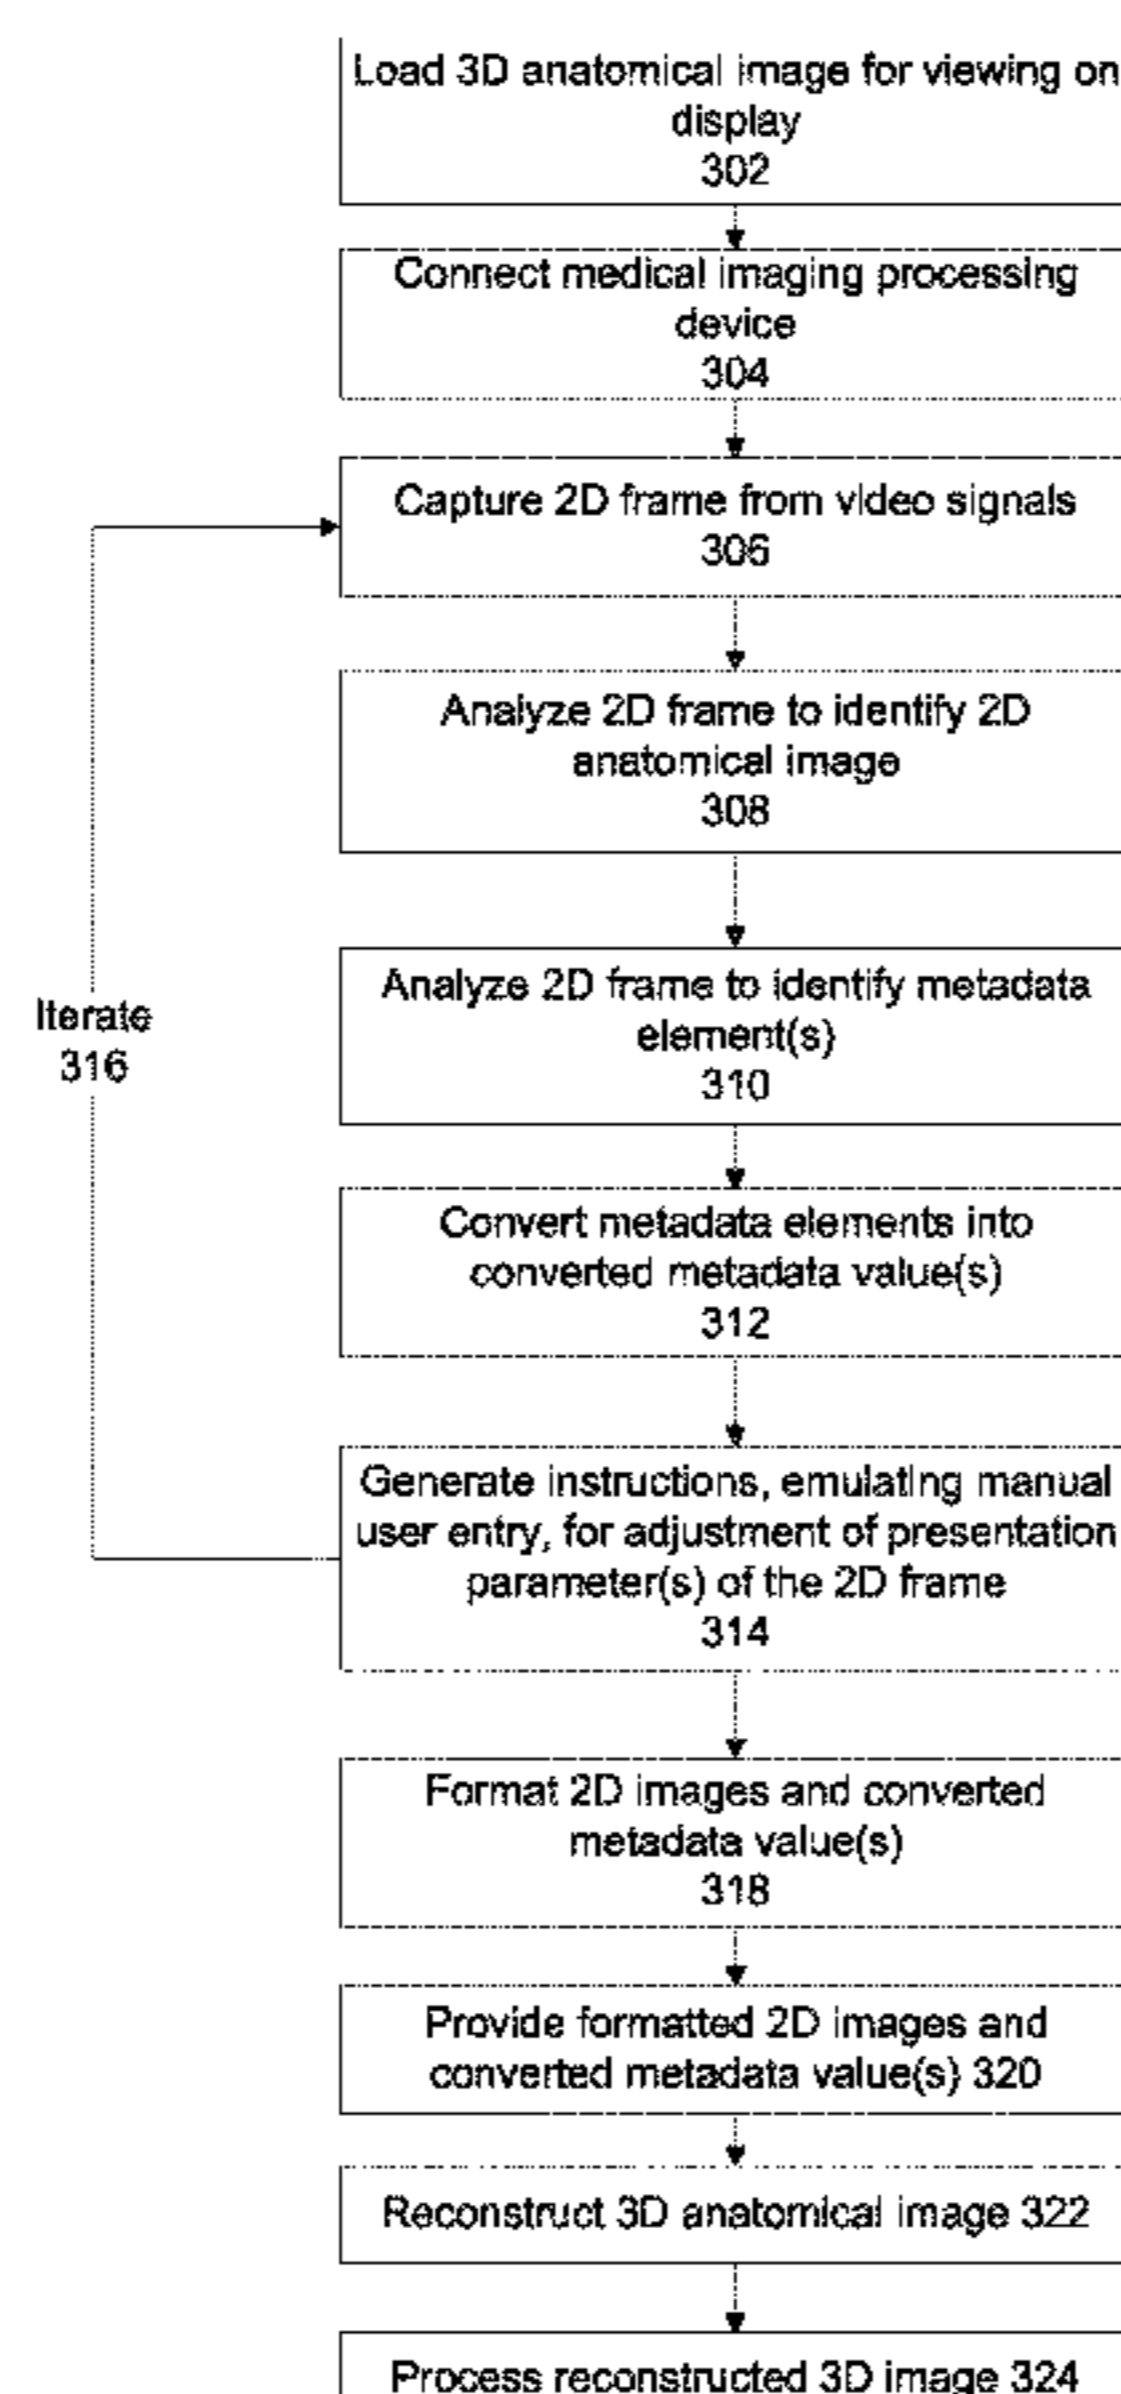 Load 3D anatomical image for viewing on
display
302
Connect medical imaging processing
device
304
Capture 2D frame from video signals
306
Analyze 2D frame to identify 2D
anatomical image
308
Analyze 2D frame to identify metadata
element(s)
310
Iterate
316
Convert metadata elements into
converted metadata value(s)
312
Generate instructions, emulating manual
user entry, for adjustment of presentation
parameter(s) of the 2D frame
314
Format 2D images and converted
metadata value(s)
318
Provide formatted 2D images and
converted metadata value(s) 320
Reconstruct 3D anatomical image 322
Process reconstructed 3D image 324